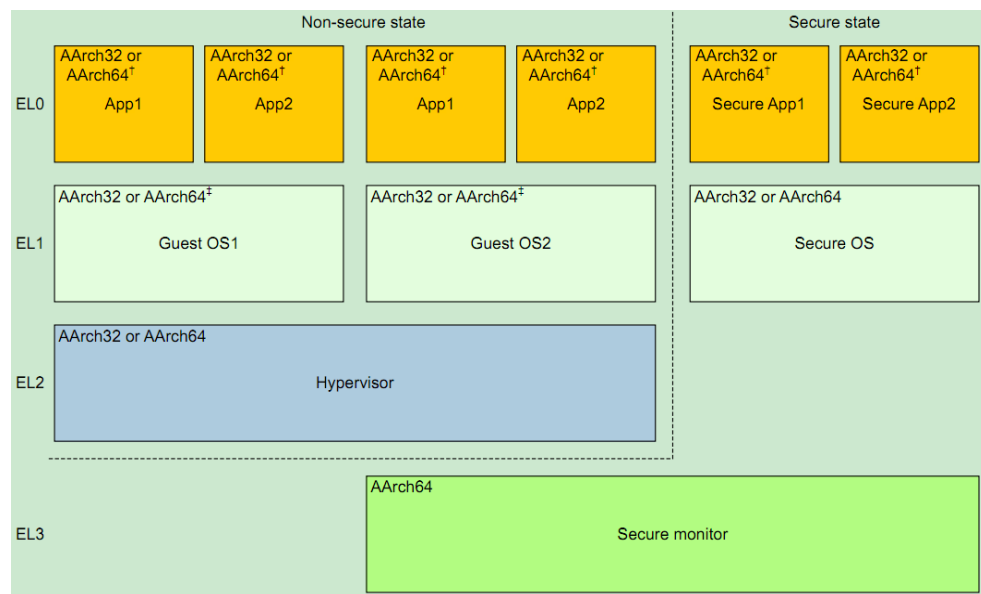 Non-secure state
Secure state
AArch32 or
AArch64†
App1
AArch32 or
AArch64†
App2
AArch32 or
AArch64†
App1
AArch32 or
AArch64†
App2
AArch32 or
AArch64†
Secure App1
AArch32 or
AArch64†
Secure App2
EL0
AArch32 or AArch64‡
Guest OS1
AArch32 or AArch64‡
Guest OS2
AArch32 or AArch64
Secure OS
EL1
AArch32 or AArch64
Hypervisor
EL2
AArch64
Secure monitor
EL3